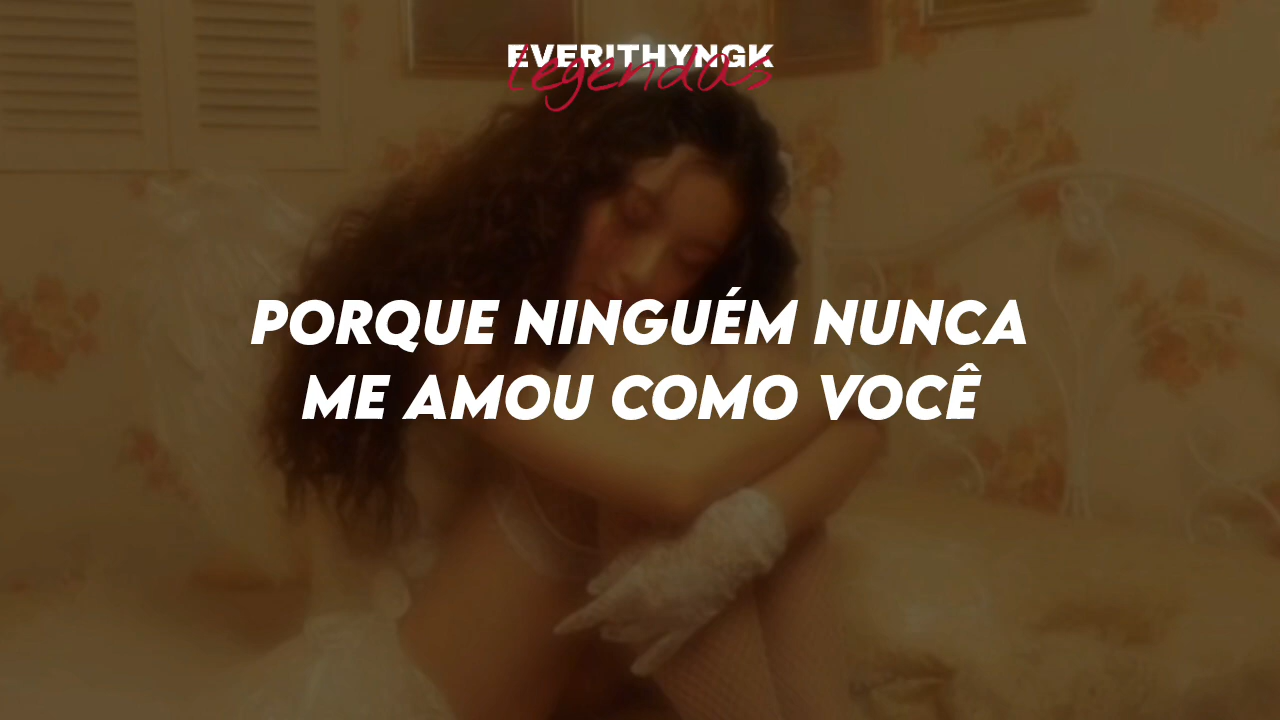 EVERITHYNGK
Legendas
PORQUE NINGUÉM NUNCA
ME AMOU COMO VOCÊ